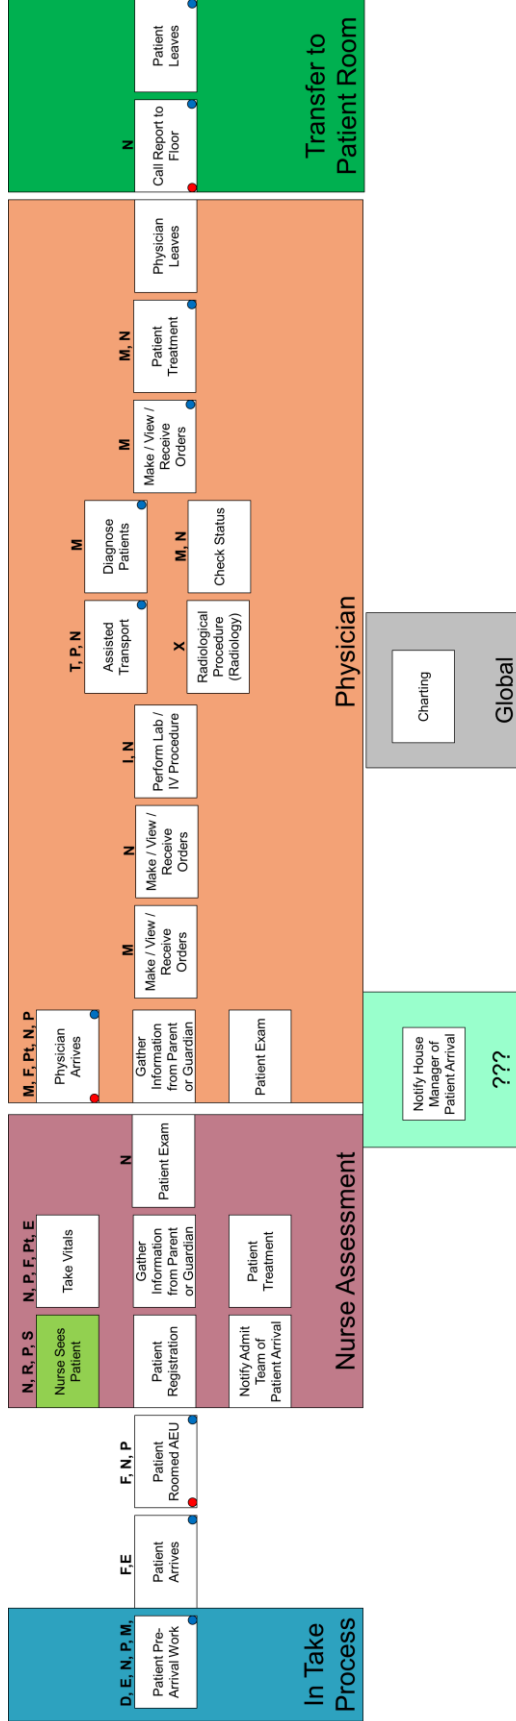 D, E, N, P, M,
Patient Pre-
Arrival Work
In Take
Process
F,E
Patient
Arrives
F, N, P
Patient
Roomed AEU
N, R, P, S
Nurse Sees
Patient
Patient
Registration
Notify Admit
Team of
Patient Arrival
N, P, F, Pt, E
Take Vitals
Gather
Information
from Parent
or Guardian
Patient
Treatment
N
Patient Exam
Nurse Assessment
M, F, Pt, N, P
Physician
Arrives
Gather
Information
from Parent
or Guardian
Patient Exam
M
Make / View /
Receive
Orders
N
Make / View /
Receive
Orders
I, N
Perform Lab /
IV Procedure
T, P, N
Assisted
Transport
X
Radiological
Procedure
(Radiology)
M
Diagnose
Patients
M, N
Check Status
M
Make / View /
Receive
Orders
M, N
Patient
Treatment
Physician
Leaves
Physician
N
Call Report to
Floor
Patient
Leaves
Transfer to
Patient Room
Notify House
Manager of
Patient Arrival
???
Charting
Global